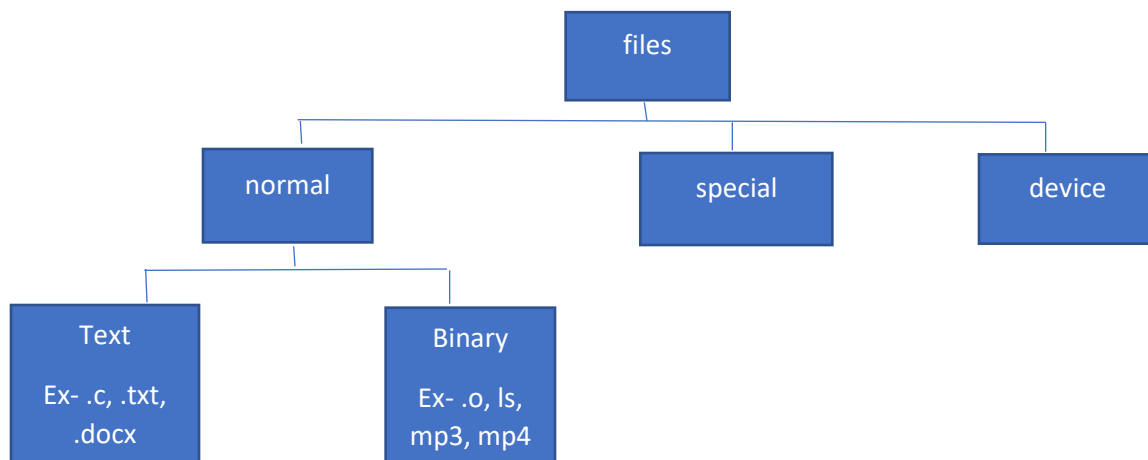 files
normal
special
device
Text
Ex- .c, .txt,
.docx
Binary
Ex- .o, ls,
mp3, mp4